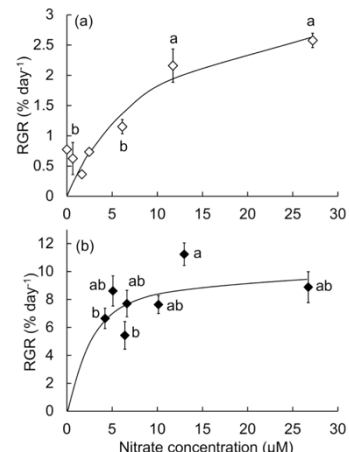 (a)
3
2.5
2
1.5
1
0.5
0
RGR (% day⁻¹)
a
a
b
b
0 5 10 15 20 25 30
(b)
12
10
8
6
4
2
0
RGR (% day⁻¹)
a
ab
ab
ab
ab
b
b
0 5 10 15 20 25 30
Nitrate concentration (µM)